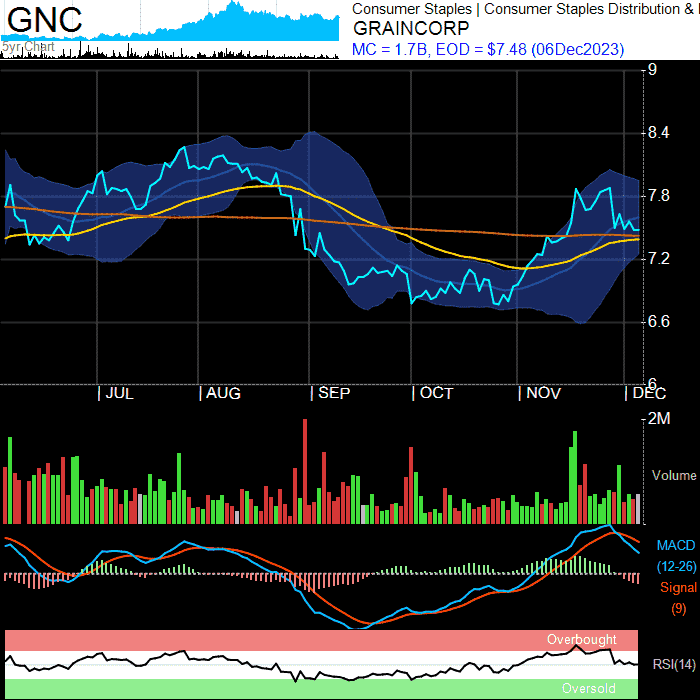 GNC
5yr Chart
Consumer Staples | Consumer Staples Distribution &
GRAINCORP
MC = 1.7B, EOD = $7.48 (06Dec2023)
9
8.4
7.8
7.2
6.6
6
| JUL
| AUG
| SEP
| OCT
| NOV
| DEC
2M
Volume
MACD
(12-26)
Signal
(9)
Overbought
RSI(14)
Oversold